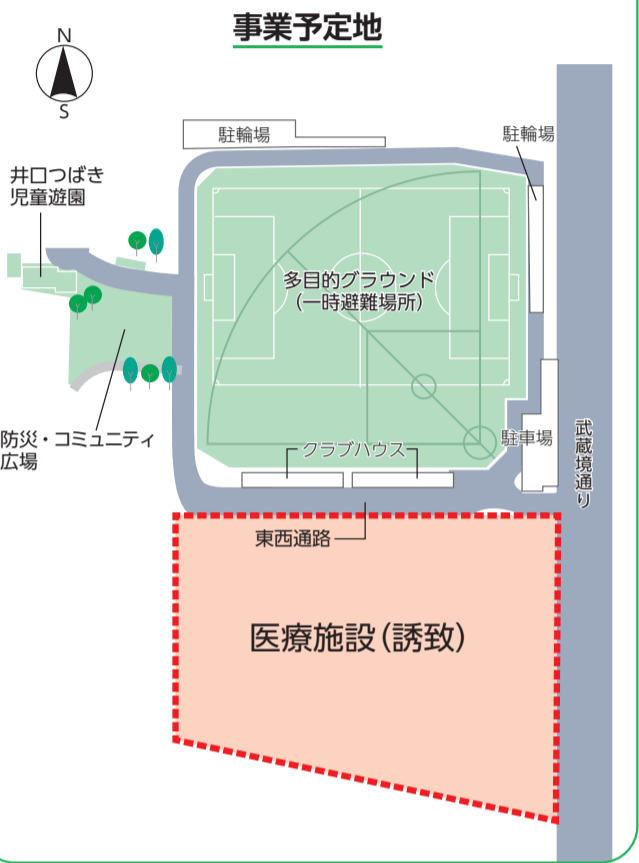 事業予定地
N
S
駐輪場
駐輪場
井口つばき
児童遊園
多目的グラウンド
(一時避難場所)
防災・コミュニティ
広場
クラブハウス
駐車場
武蔵境通り
東西通路
医療施設(誘致)